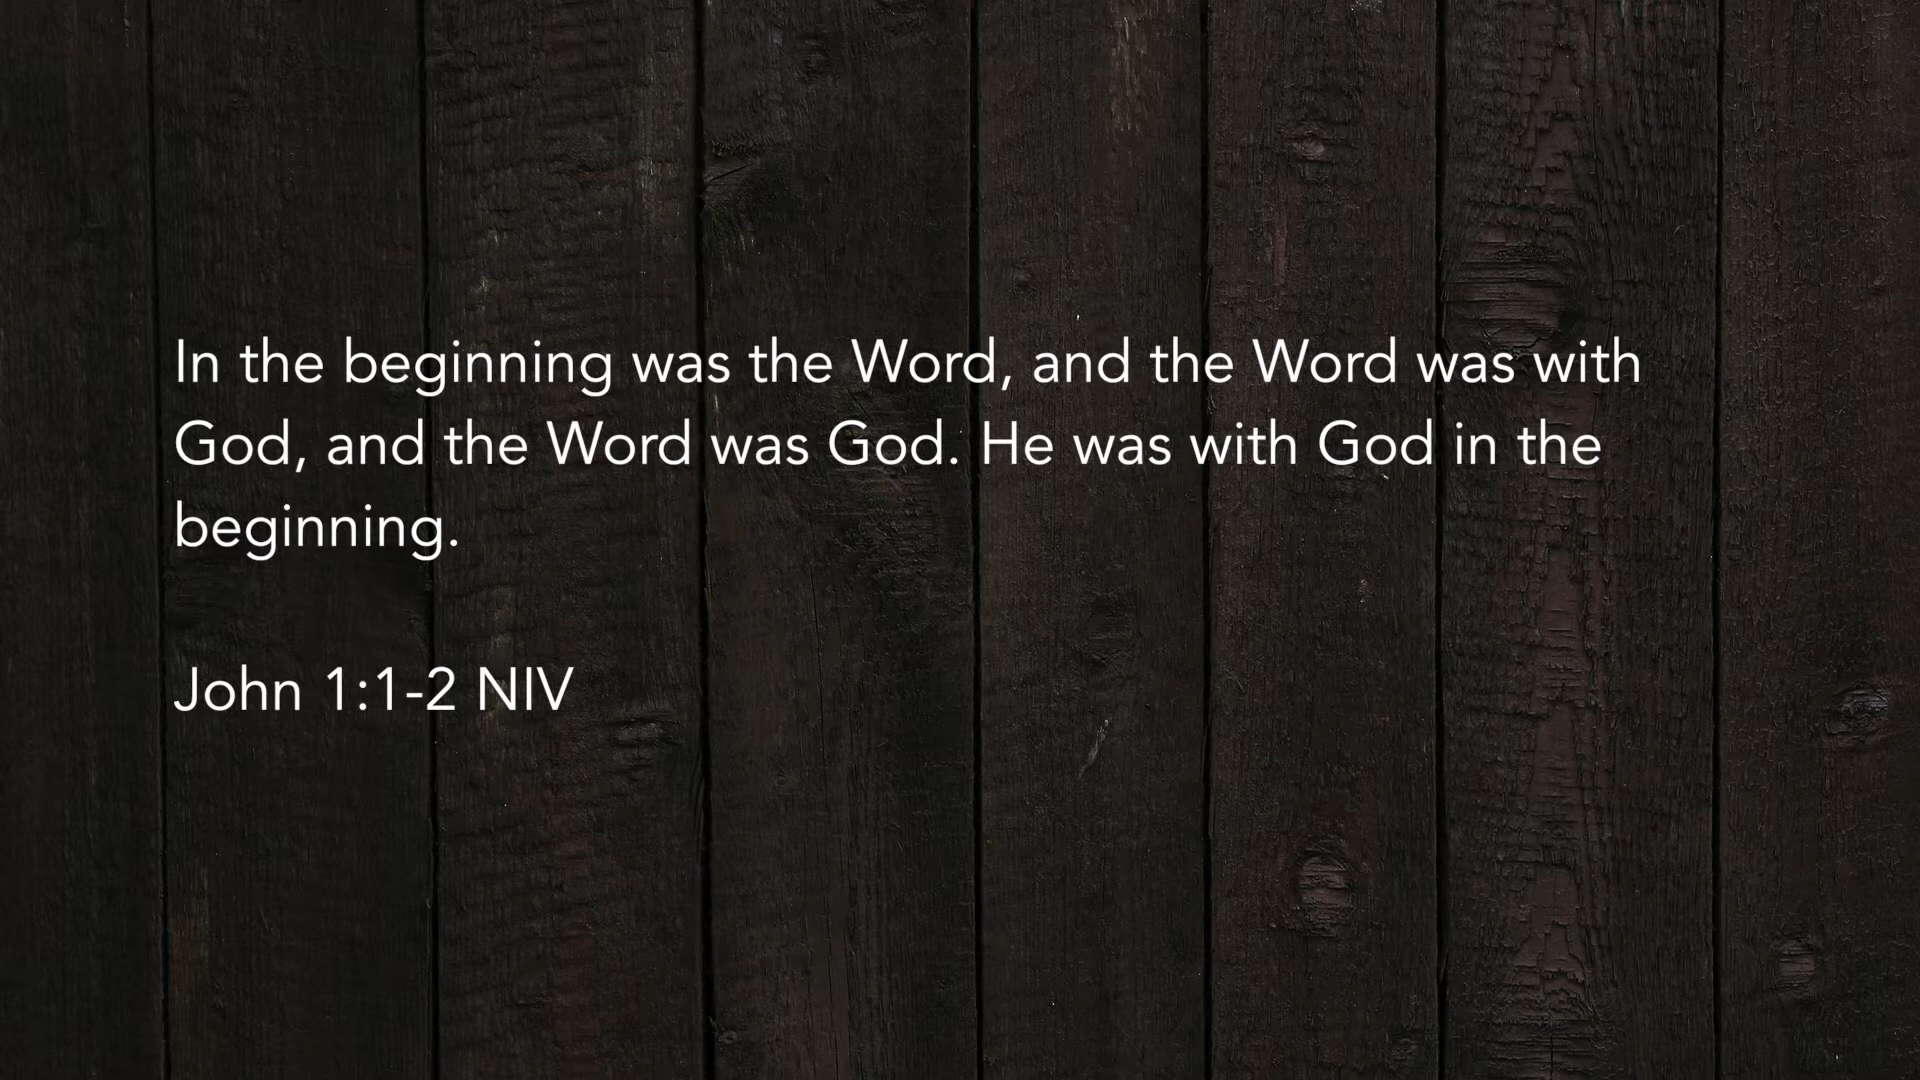 In the beginning was the Word, and the Word was with
God, and the Word was God. He was with God in the
beginning.
John 1:1-2 NIV